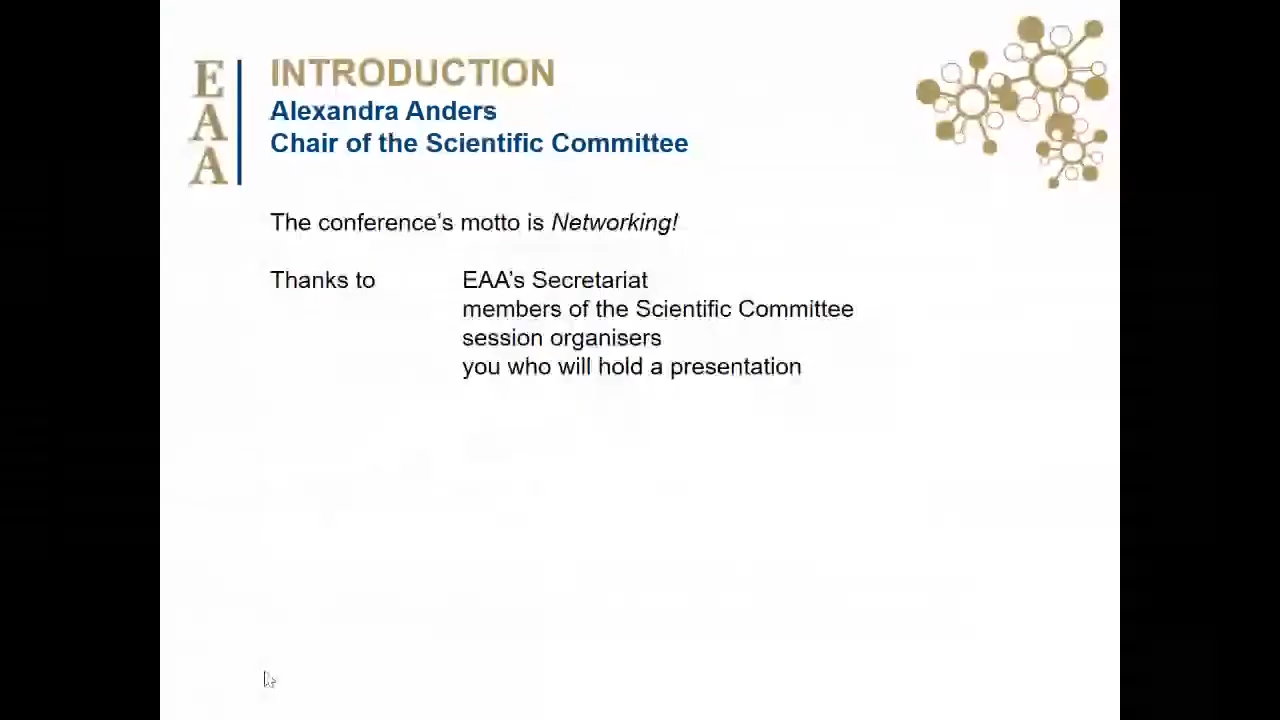 EAA
INTRODUCTION
Alexandra Anders
Chair of the Scientific Committee
The conference’s motto is Networking!
Thanks to EAA’s Secretariat
members of the Scientific Committee
session organisers
you who will hold a presentation